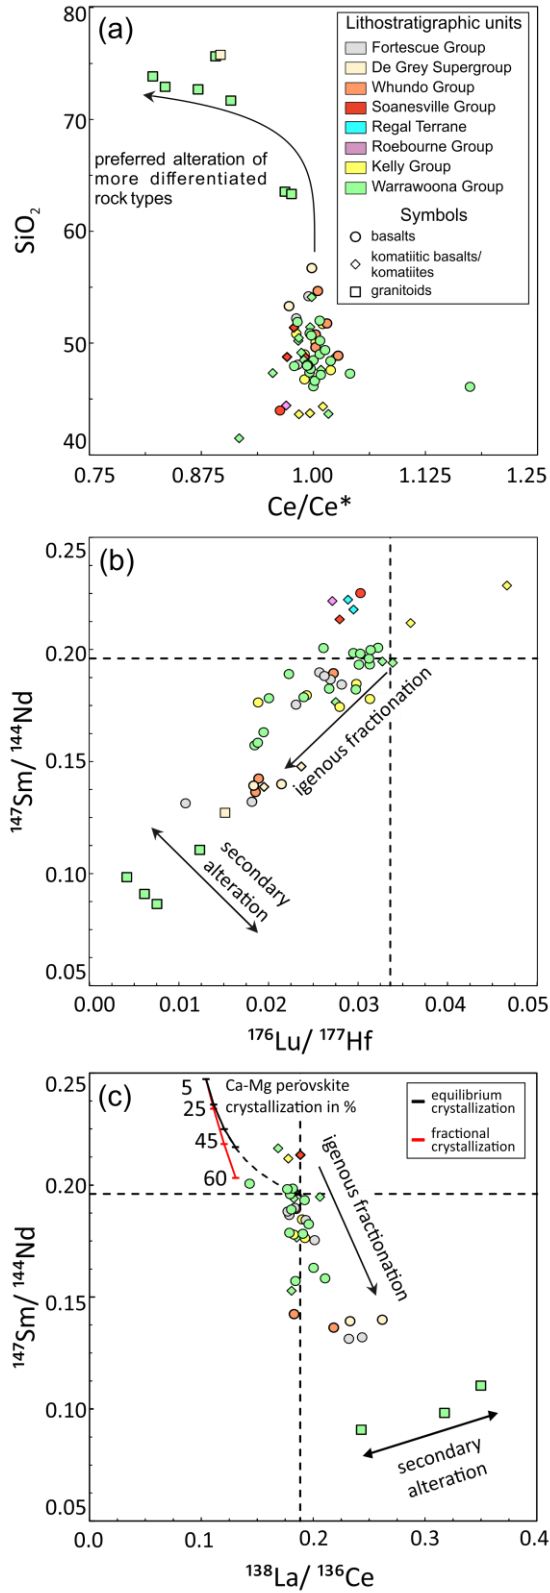 (a)
Lithostratigraphic units
Fortescue Group
De Grey Supergroup
Whundo Group
Soanesville Group
Regal Terrane
Roebourne Group
Kelly Group
Warrawoona Group
Symbols
basalts
komatiitic basalts/
komatiites
granitoids
preferred alteration of
more differentiated
rock types
80
70
60
50
40
SiO₂
0.75 0.875 1.00 1.125 1.25
Ce/Ce*
(b)
0.25
0.20
0.15
0.10
0.05
¹⁴⁷Sm/ ¹⁴⁴Nd
igenous fractionation
secondary
alteration
0.00 0.01 0.02 0.03 0.04 0.05
¹⁷⁶Lu/ ¹⁷⁷Hf
(c)
Ca-Mg perovskite
crystallization in %
5
25
45
60
equilibrium
crystallization
fractional
crystallization
igenous fractionation
secondary
alteration
0.25
0.20
0.15
0.10
0.05
¹⁴⁷Sm/ ¹⁴⁴Nd
0.0 0.1 0.2 0.3 0.4
¹³⁸La/ ¹³⁶Ce